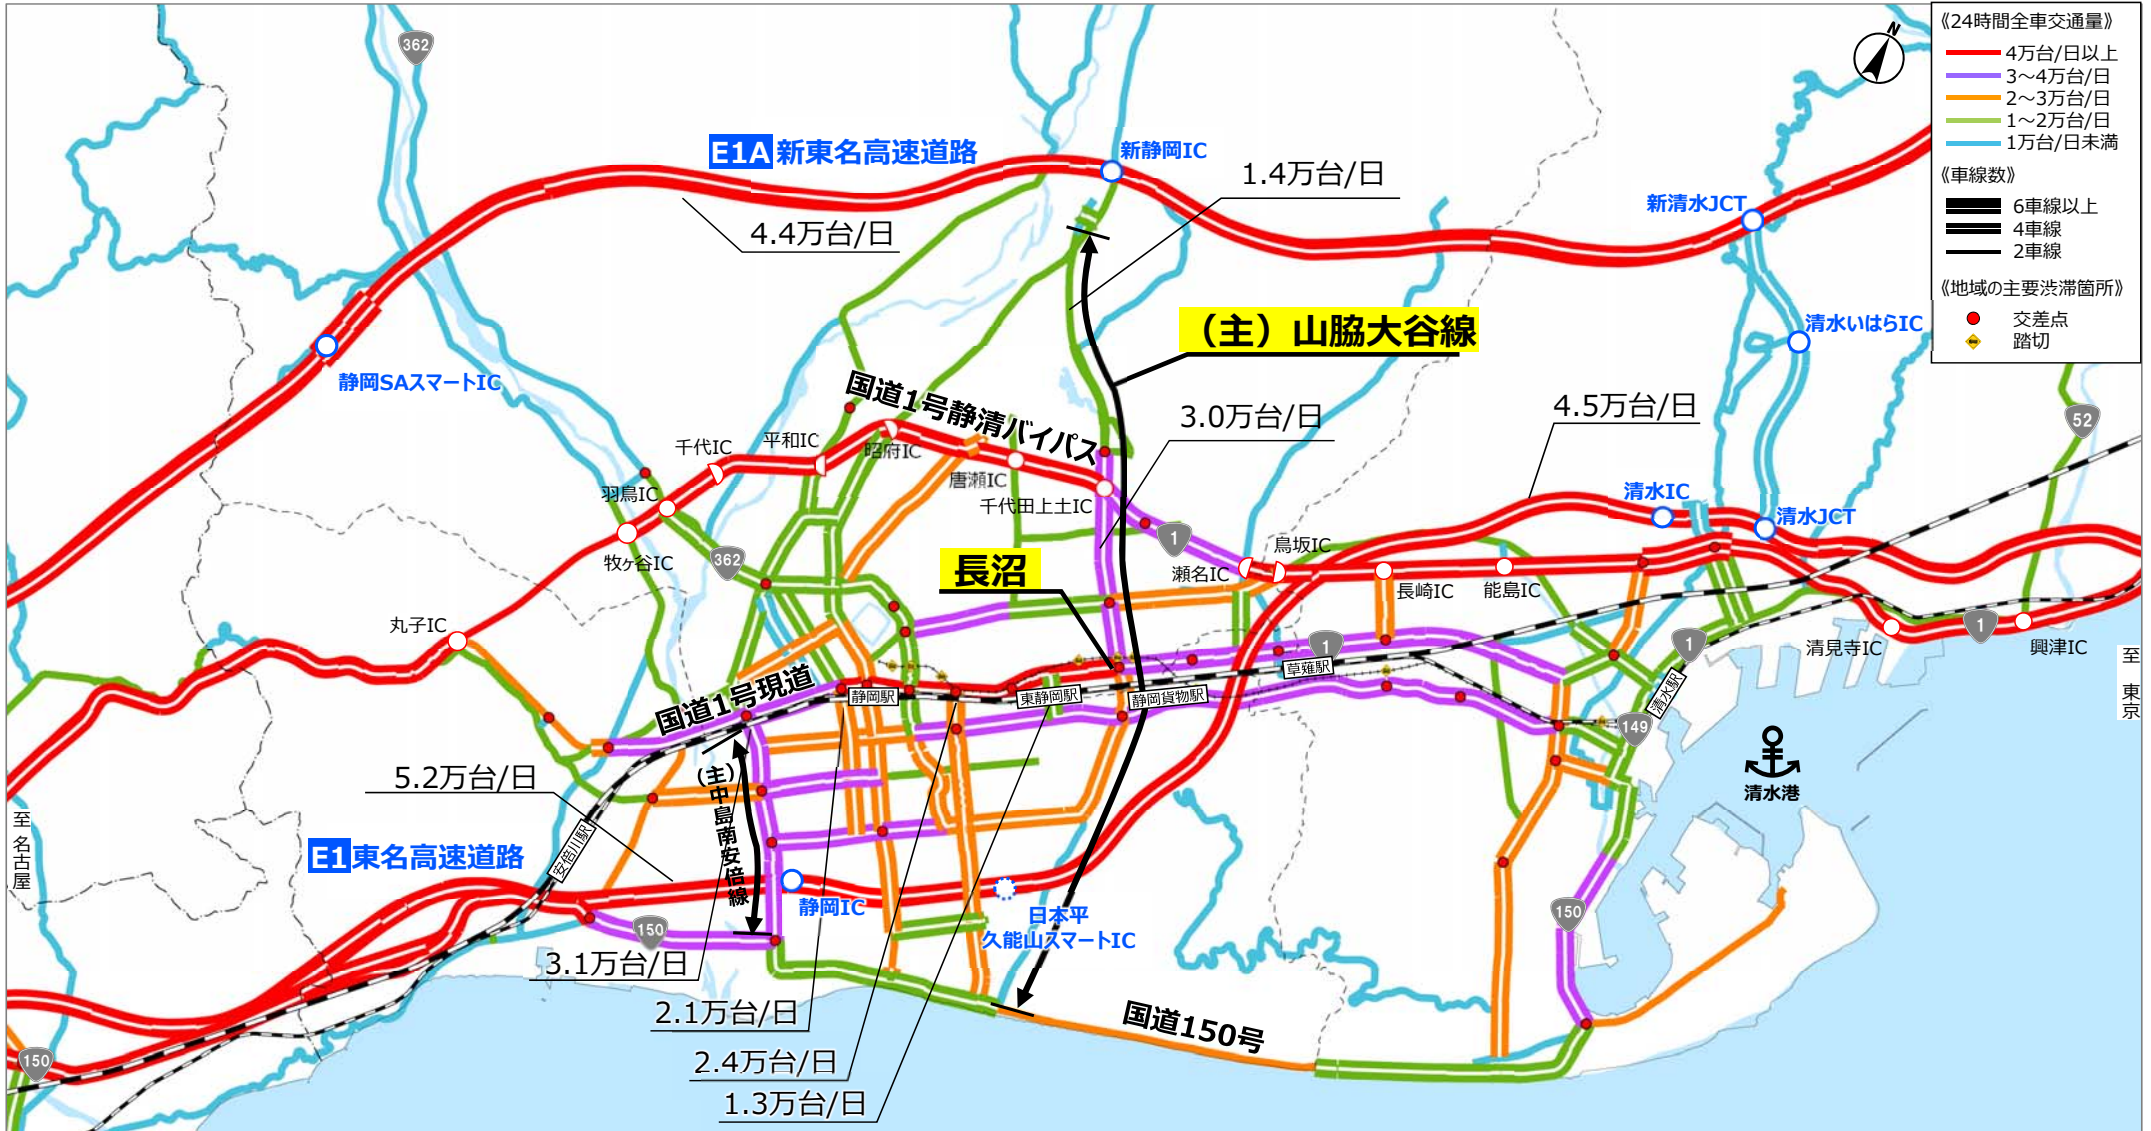 《24時間全車交通量》
4万台/日以上
3～4万台/日
2～3万台/日
1～2万台/日
1万台/日未満
《車線数》
6車線以上
4車線
2車線
《地域の主要渋滞箇所》
交差点
踏切
N
362
E1A 新東名高速道路
新静岡IC
1.4万台/日
新清水JCT
4.4万台/日
（主）山脇大谷線
清水いはらIC
静岡SAスマートIC
国道1号静清バイパス
3.0万台/日
4.5万台/日
52
千代IC
平和IC
昭府IC
唐瀬IC
千代田上土IC
羽鳥IC
清水IC
清水JCT
牧ヶ谷IC
362
長沼
1
瀬名IC
鳥坂IC
長崎IC
能島IC
丸子IC
1
1
1
清見寺IC
興津IC
至 東京
国道1号現道
静岡駅
東静岡駅
静岡貨物駅
草薙駅
清水駅
149
清水港
5.2万台/日
（主）中島南安倍線
至 名古屋
安倍川駅
E1 東名高速道路
静岡IC
日本平
久能山スマートIC
150
150
3.1万台/日
2.1万台/日
国道150号
2.4万台/日
150
1.3万台/日